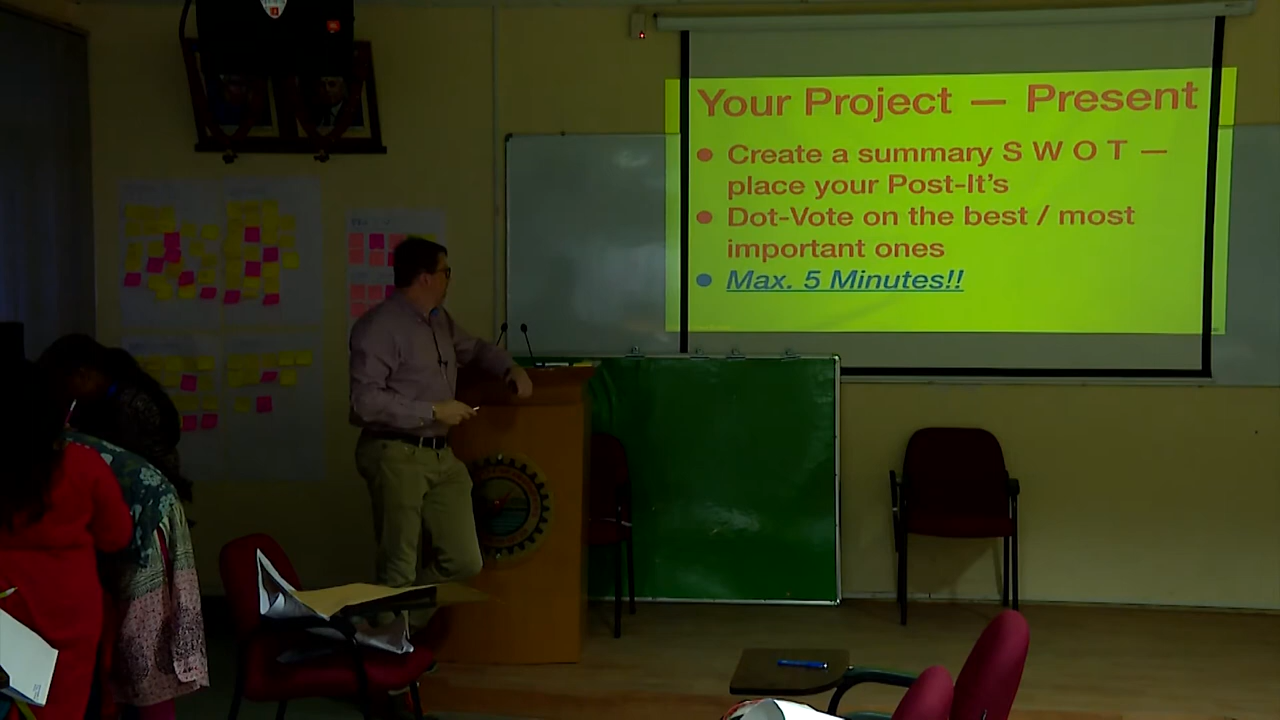 Your Project — Present
● Create a summary S W O T —
place your Post-It's
● Dot-Vote on the best / most
important ones
● Max. 5 Minutes!!